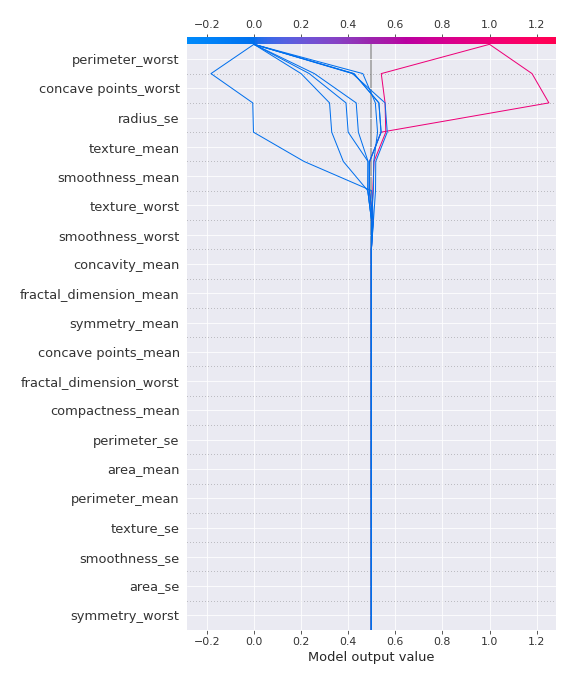 −0.2 0.0 0.2 0.4 0.6 0.8 1.0 1.2
perimeter_worst
concave points_worst
radius_se
texture_mean
smoothness_mean
texture_worst
smoothness_worst
concavity_mean
fractal_dimension_mean
symmetry_mean
concave points_mean
fractal_dimension_worst
compactness_mean
perimeter_se
area_mean
perimeter_mean
texture_se
smoothness_se
area_se
symmetry_worst
−0.2 0.0 0.2 0.4 0.6 0.8 1.0 1.2
Model output value